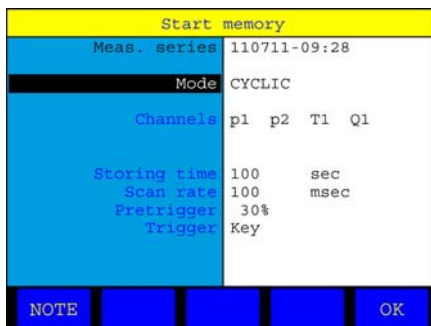 Start memory
Meas. series 110711-09:28
Mode CYCLIC
Channels p1 p2 T1 Q1
Storing time 100 sec
Scan rate 100 msec
Pretrigger 30%
Trigger Key
NOTE OK